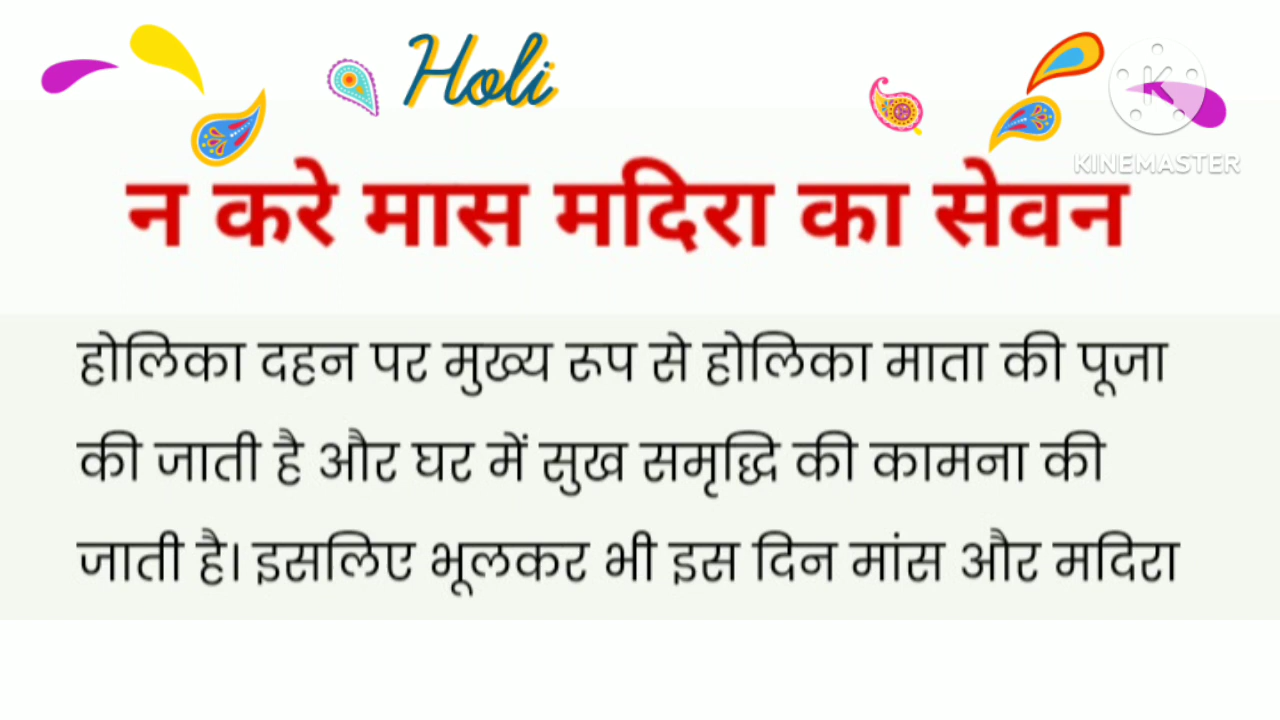 Holi
KINEMASTER
न करे मास मदिरा का सेवन
होलिका दहन पर मुख्य रूप से होलिका माता की पूजा
की जाती है और घर में सुख समृद्धि की कामना की
जाती है। इसलिए भूलकर भी इस दिन मांस और मदिरा